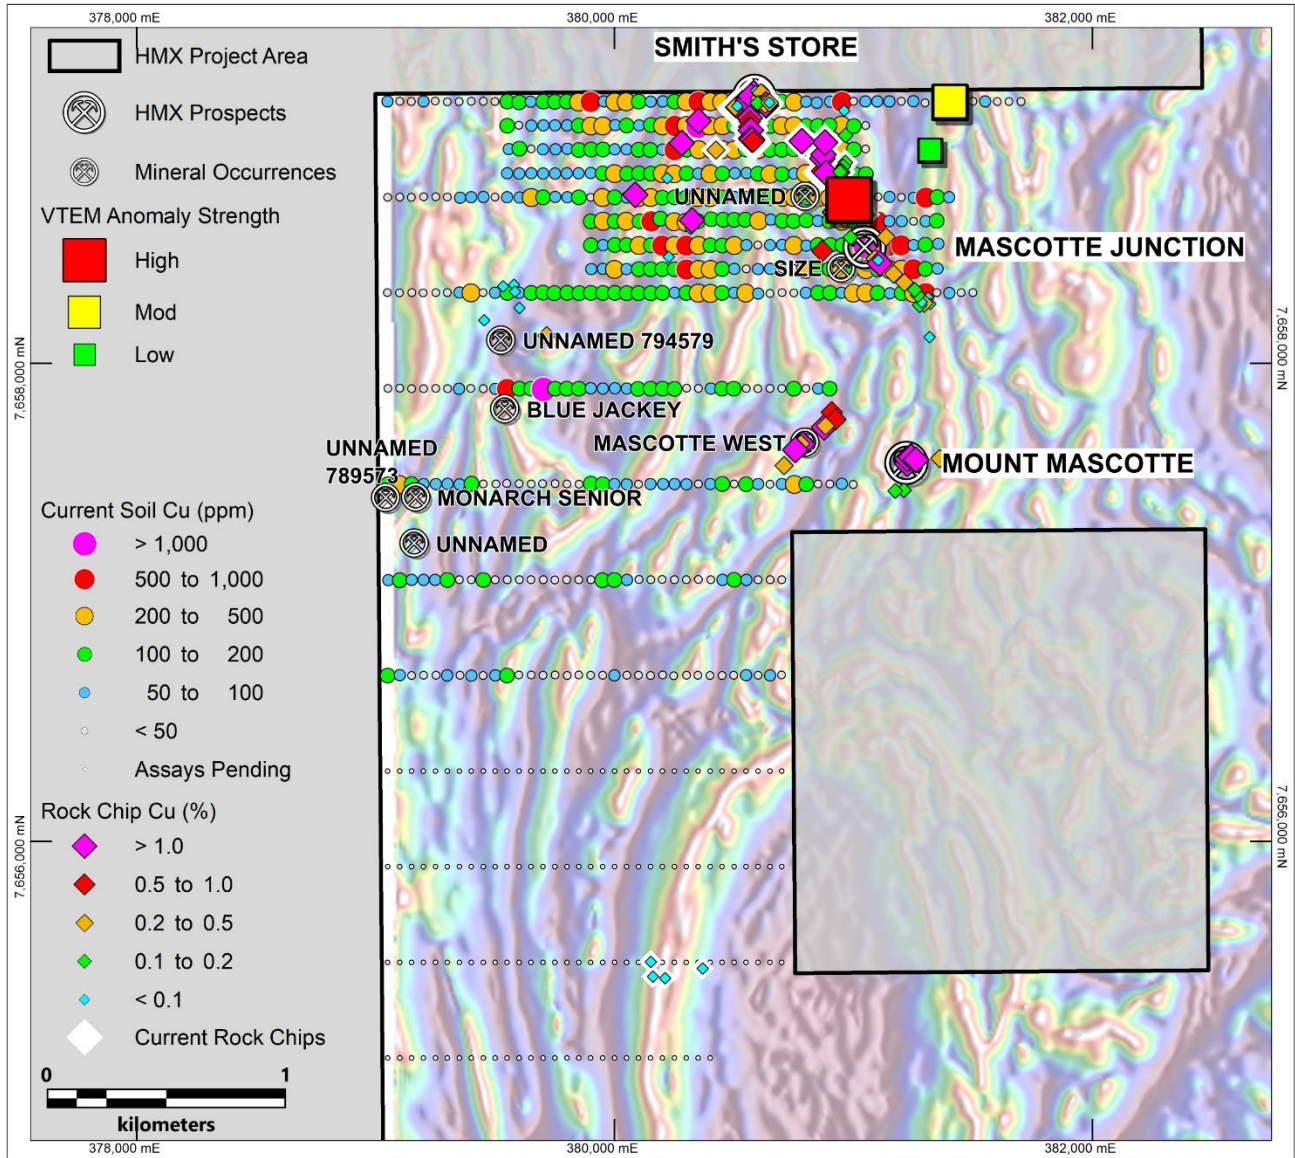 378,000 mE
380,000 mE
382,000 mE
HMX Project Area
HMX Prospects
Mineral Occurrences
VTEM Anomaly Strength
High
Mod
Low
SMITH'S STORE
UNNAMED
MASCOTTE JUNCTION
SIZE
UNNAMED 794579
BLUE JACKEY
UNNAMED
789573
MASCOTTE WEST
MOUNT MASCOTTE
MONARCH SENIOR
UNNAMED
7,658,000 mN
7,658,000 mN
Current Soil Cu (ppm)
> 1,000
500 to 1,000
200 to 500
100 to 200
50 to 100
< 50
Assays Pending
Rock Chip Cu (%)
> 1.0
0.5 to 1.0
0.2 to 0.5
0.1 to 0.2
< 0.1
Current Rock Chips
7,656,000 mN
7,656,000 mN
0 1
kilometers
378,000 mE
380,000 mE
382,000 mE